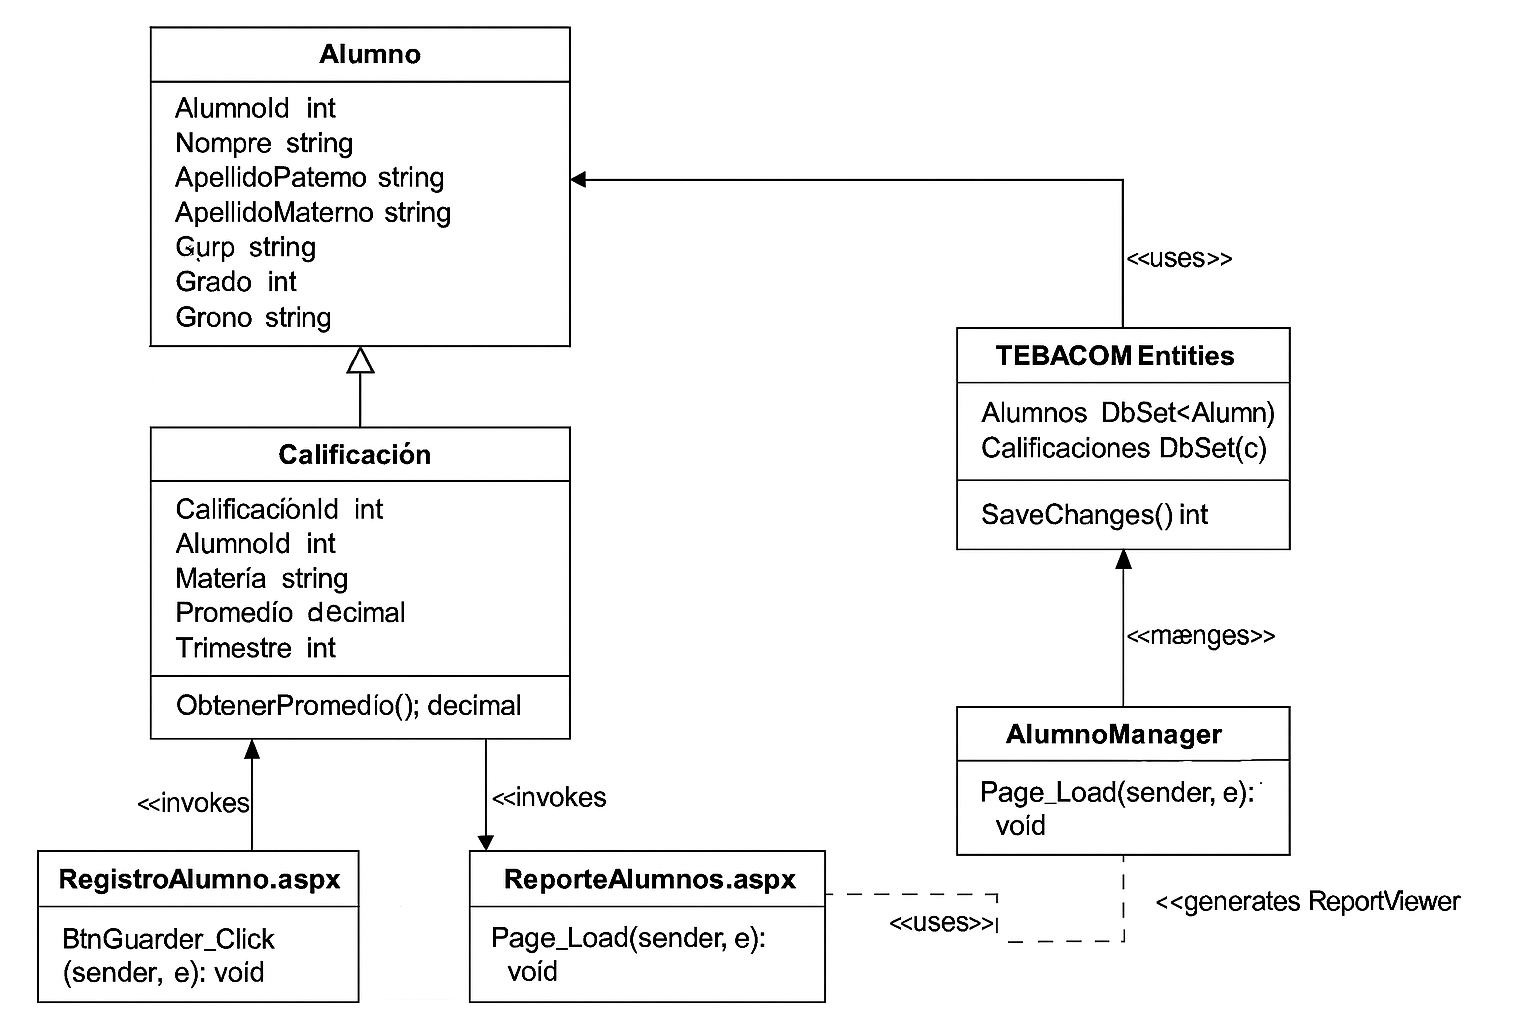 Alumno
AlumnoId int
Nompre string
ApellidoPatemo string
ApellidoMaterno string
Gurp string
Grado int
Grono string
<<uses>>
TEBACOM Entities
Alumnos DbSet<Alumn)
Calificaciones DbSet(c)
SaveChanges() int
Calificación
CalificacíónId int
AlumnoId int
Matería string
Promedío decimal
Trimestre int
ObtenerPromedío(); decimal
<<mænges>>
AlumnoManager
Page_Load(sender, e):
voíd
<<invokes
<<invokes
RegistroAlumno.aspx
BtnGuarder_Click
(sender, e): voíd
ReporteAlumnos.aspx
Page_Load(sender, e):
voíd
<<uses>>
<<generates ReportViewer